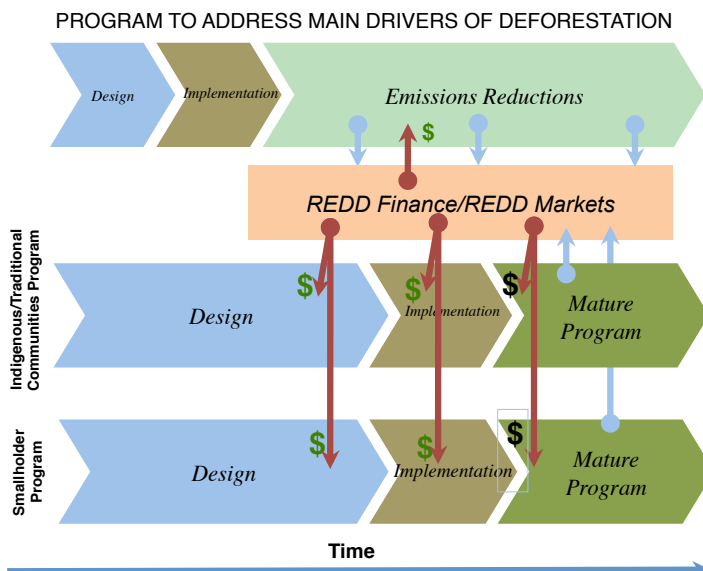 PROGRAM TO ADDRESS MAIN DRIVERS OF DEFORESTATION
Design
Implementation
Emissions Reductions
$
REDD Finance/REDD Markets
Indigenous/Traditional
Communities Program
$
$
$
Design
Implementation
Mature
Program
Smallholder
Program
$
$
$
Design
Implementation
Mature
Program
Time